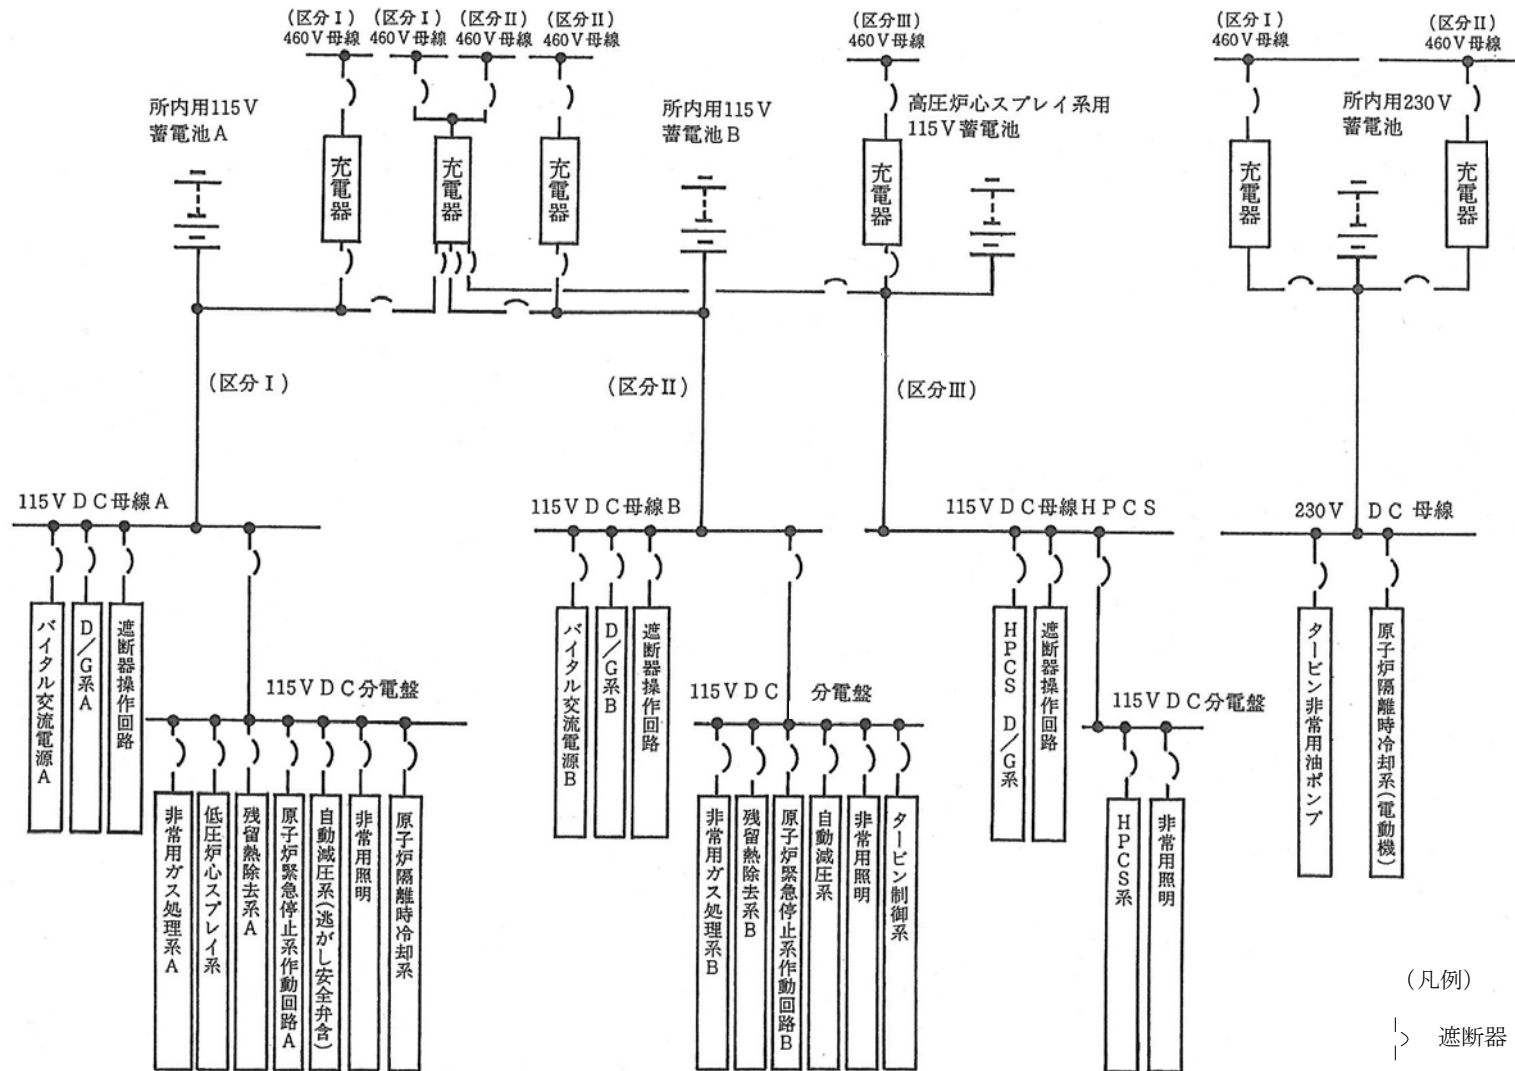 (区分Ⅰ)
460V母線
(区分Ⅰ)
460V母線
(区分Ⅱ)
460V母線
(区分Ⅱ)
460V母線
(区分Ⅲ)
460V母線
(区分Ⅰ)
460V母線
(区分Ⅱ)
460V母線
所内用115V
蓄電池A
充電器
充電器
充電器
所内用115V
蓄電池B
充電器
高圧炉心スプレイ系用
115V蓄電池
充電器
所内用230V
蓄電池
充電器
(区分Ⅰ)
(区分Ⅱ)
(区分Ⅲ)
115VDC母線A
115VDC母線B
115VDC母線HPCS
230V DC母線
バイタル交流電源A
D/G系A
遮断器操作回路
バイタル交流電源B
D/G系B
遮断器操作回路
HPCS D/G系
遮断器操作回路
タービン非常用油ポンプ
原子炉隔離時冷却系(電動機)
115VDC分電盤
115VDC 分電盤
115VDC分電盤
非常用ガス処理系A
低圧炉心スプレイ系
残留熱除去系A
原子炉緊急停止系作動回路A
自動減圧系(逃がし安全弁含)
非常用照明
原子炉隔離時冷却系
非常用ガス処理系B
残留熱除去系B
原子炉緊急停止系作動回路B
自動減圧系
非常用照明
タービン制御系
HPCS系
非常用照明
(凡例)
遮断器